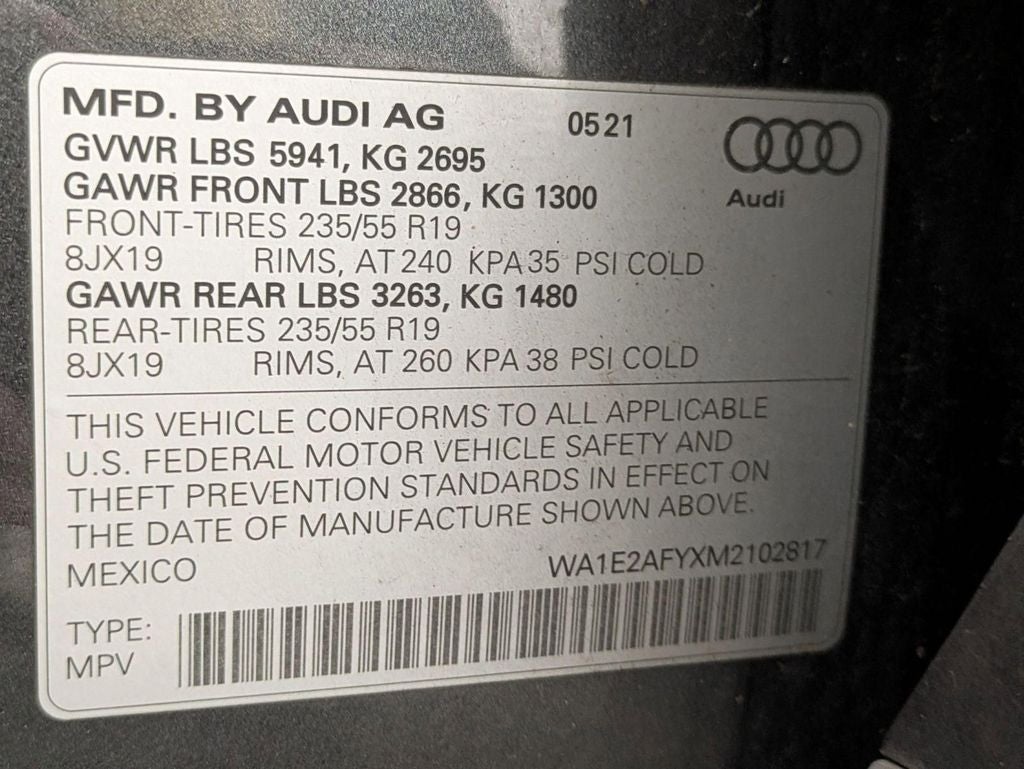 MFD. BY AUDI AG 0521
GVWR LBS 5941, KG 2695
GAWR FRONT LBS 2866, KG 1300
Audi
FRONT-TIRES 235/55 R19
8JX19 RIMS, AT 240 KPA 35 PSI COLD
GAWR REAR LBS 3263, KG 1480
REAR-TIRES 235/55 R19
8JX19 RIMS, AT 260 KPA 38 PSI COLD
THIS VEHICLE CONFORMS TO ALL APPLICABLE
U.S. FEDERAL MOTOR VEHICLE SAFETY AND
THEFT PREVENTION STANDARDS IN EFFECT ON
THE DATE OF MANUFACTURE SHOWN ABOVE.
MEXICO WA1E2AFYXM2102817
TYPE:
MPV